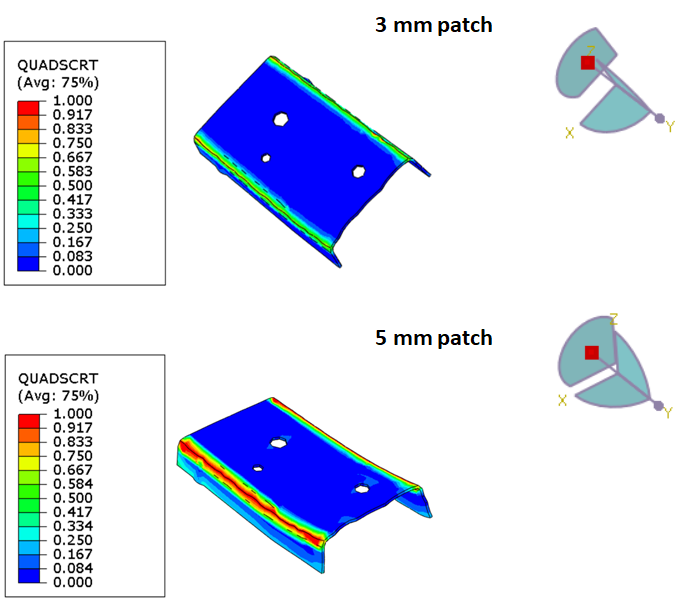 3 mm patch
QUADSCRT
(Avg: 75%)
1.000
0.917
0.833
0.750
0.667
0.583
0.500
0.417
0.333
0.250
0.167
0.083
0.000
Z
X
Y
5 mm patch
QUADSCRT
(Avg: 75%)
1.000
0.917
0.833
0.750
0.667
0.584
0.500
0.417
0.334
0.250
0.167
0.084
0.000
Z
X
Y